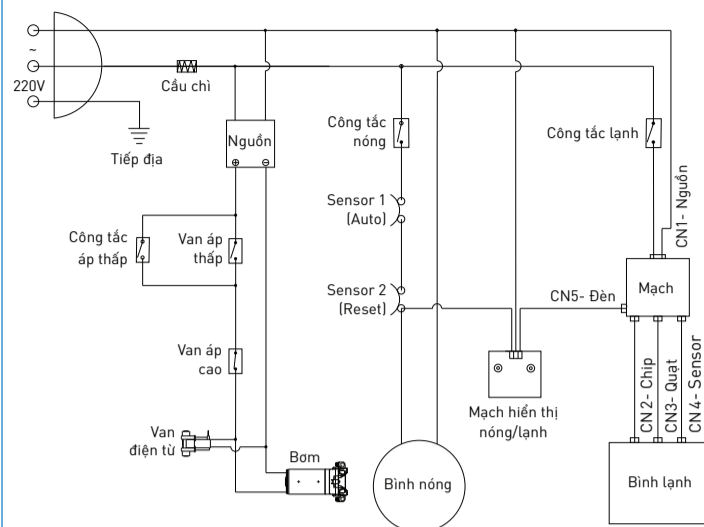 ~
220V
Cầu chì
Tiếp địa
Nguồn
Công tắc
nóng
Công tắc lạnh
CN1- Nguồn
Sensor 1
(Auto)
Công tắc
áp thấp
Van áp
thấp
Sensor 2
(Reset)
CN5- Đèn
Mạch
Van áp
cao
Mạch hiển thị
nóng/lạnh
CN2- Chip
CN3- Quạt
CN4- Sensor
Van
điện từ
Bơm
Bình nóng
Bình lạnh